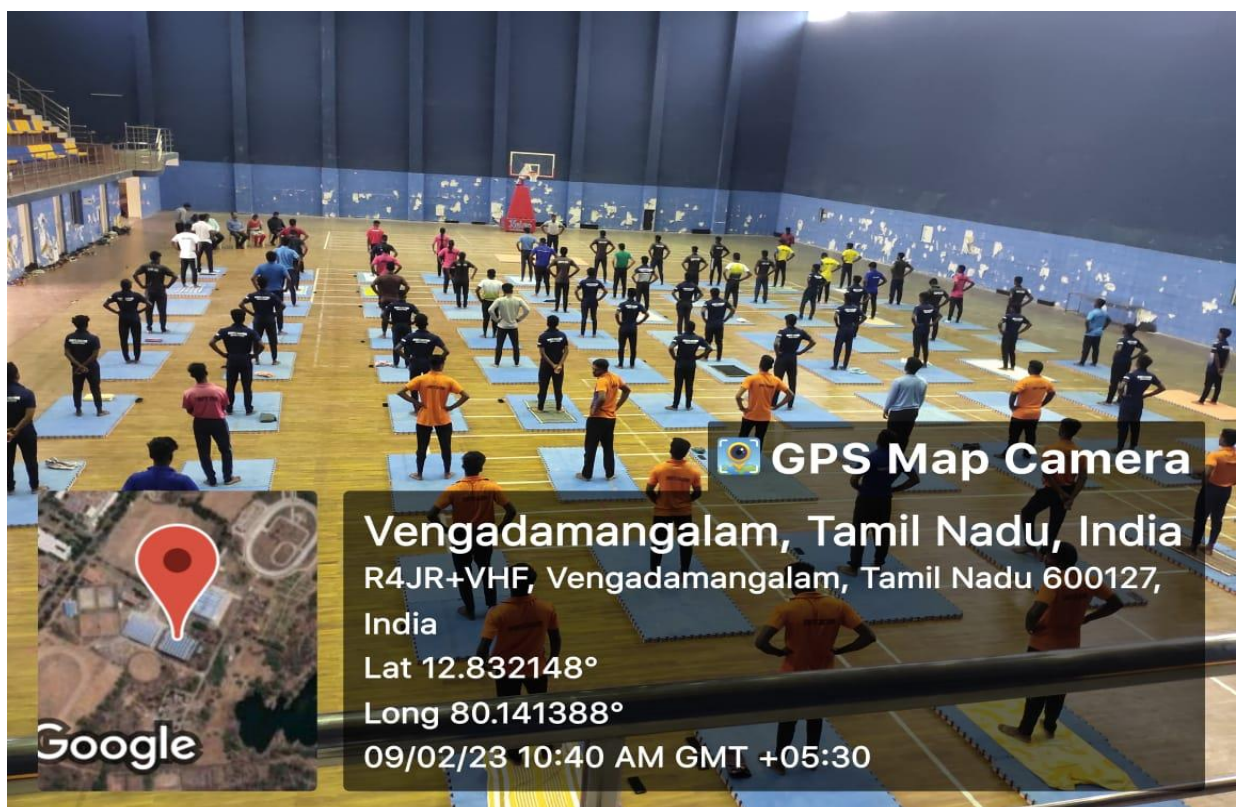 GPS Map Camera
Vengadamangalam, Tamil Nadu, India
R4JR+VHF, Vengadamangalam, Tamil Nadu 600127,
India
Lat 12.832148°
Long 80.141388°
09/02/23 10:40 AM GMT +05:30
Google